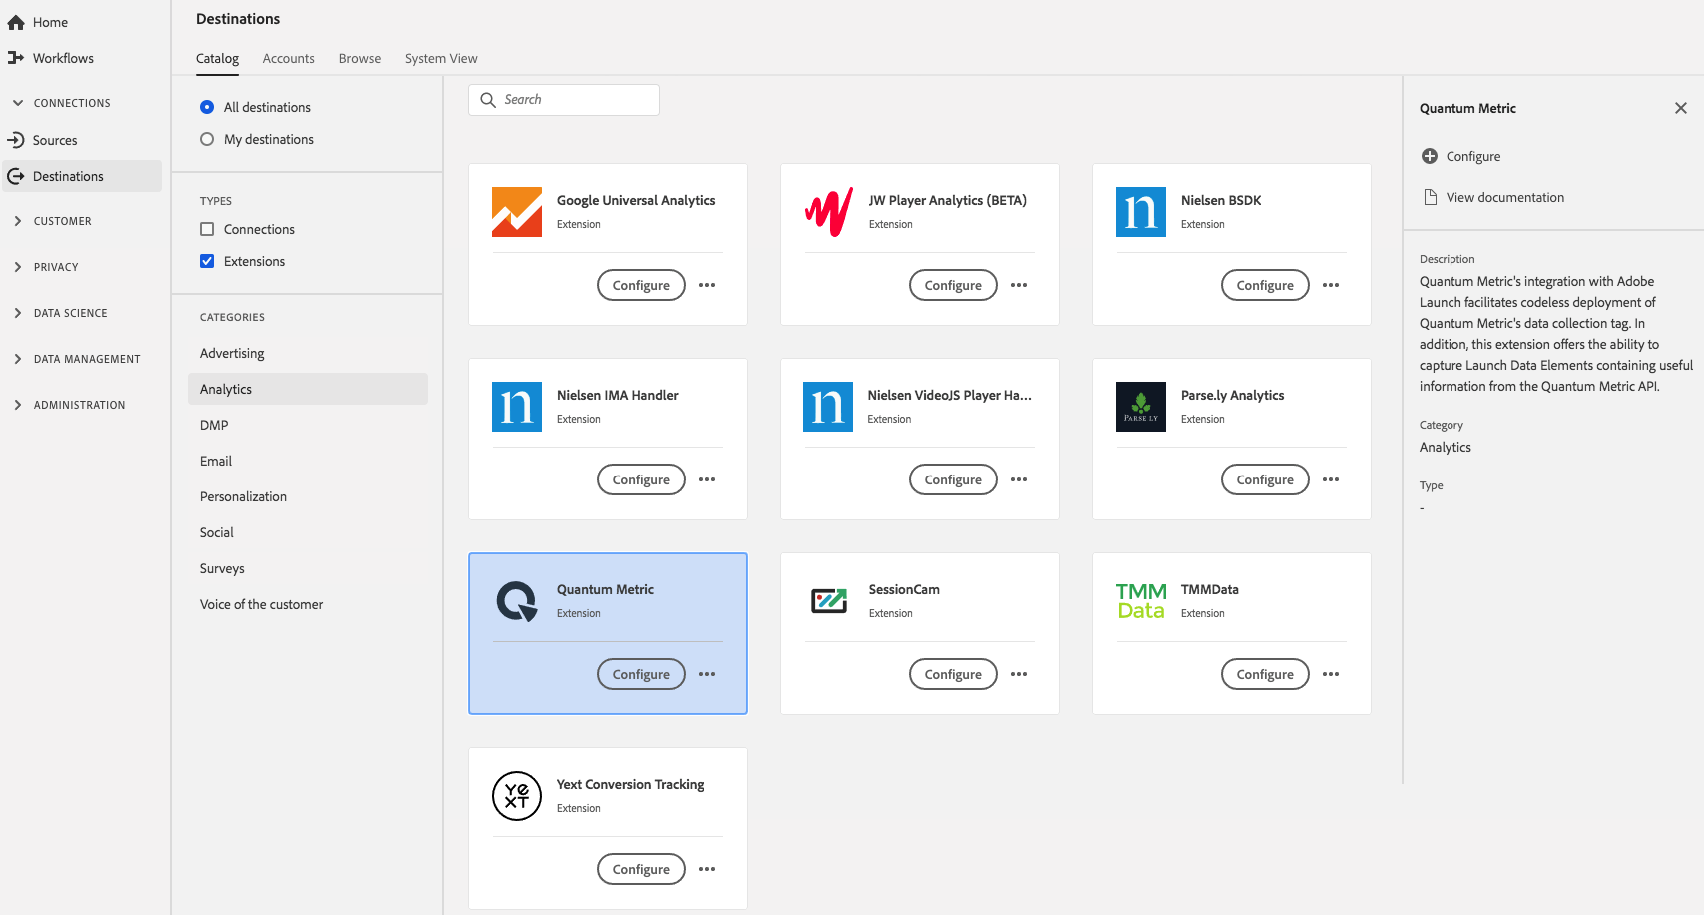 Home
Workflows
CONNECTIONS
Sources
Destinations
CUSTOMER
PRIVACY
DATA SCIENCE
DATA MANAGEMENT
ADMINISTRATION
Destinations
Catalog Accounts Browse System View
All destinations
My destinations
TYPES
Connections
Extensions
CATEGORIES
Advertising
Analytics
DMP
Email
Personalization
Social
Surveys
Voice of the customer
Search
Google Universal Analytics
Extension
Configure
JW Player Analytics (BETA)
Extension
Configure
n
Nielsen BSDK
Extension
Configure
n
Nielsen IMA Handler
Extension
Configure
n
Nielsen VideoJS Player Ha...
Extension
Configure
PARSE.LY
Parse.ly Analytics
Extension
Configure
Quantum Metric
Extension
Configure
SessionCam
Extension
Configure
TMM
Data
TMMData
Extension
Configure
YE
XT
Yext Conversion Tracking
Extension
Configure
Quantum Metric
Configure
View documentation
Description
Quantum Metric's integration with Adobe
Launch facilitates codeless deployment of
Quantum Metric's data collection tag. In
addition, this extension offers the ability to
capture Launch Data Elements containing useful
information from the Quantum Metric API.
Category
Analytics
Type
-